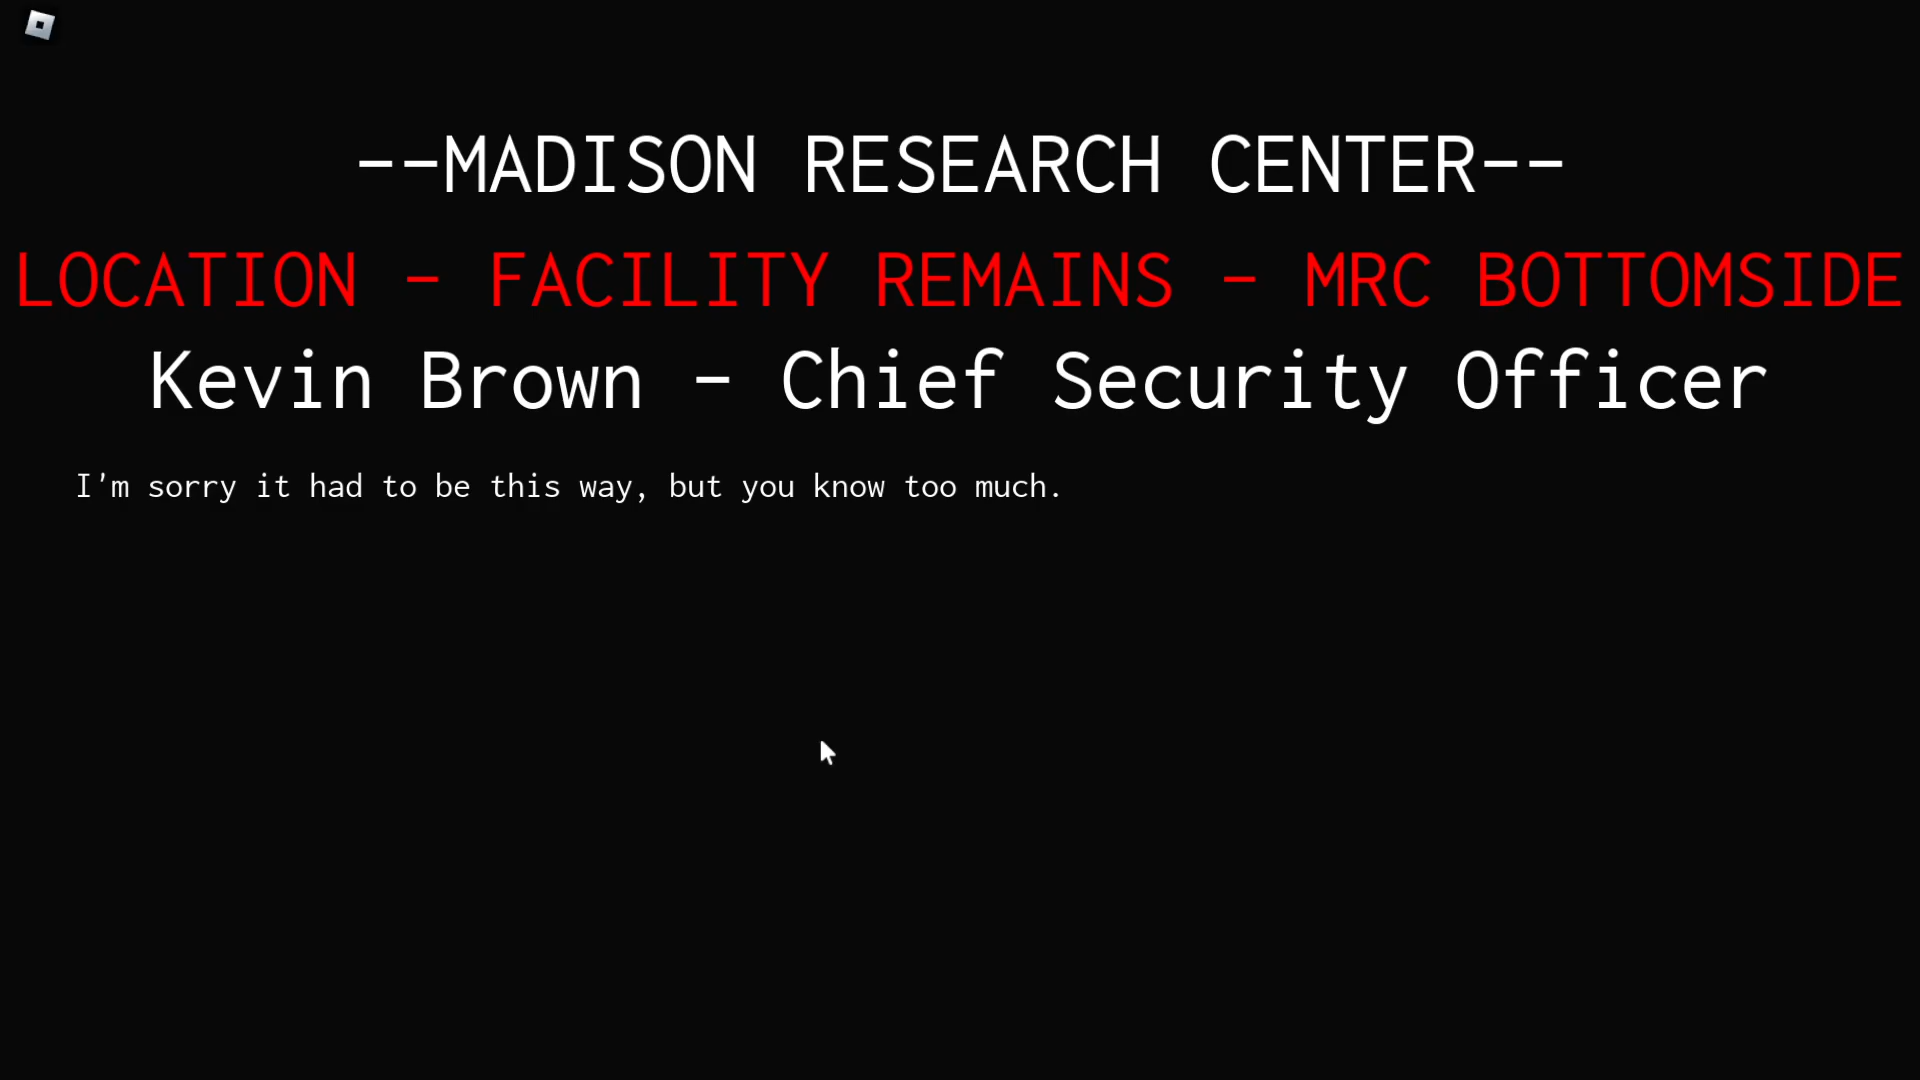 --MADISON RESEARCH CENTER--
LOCATION - FACILITY REMAINS - MRC BOTTOMSIDE
Kevin Brown - Chief Security Officer
I'm sorry it had to be this way, but you know too much.